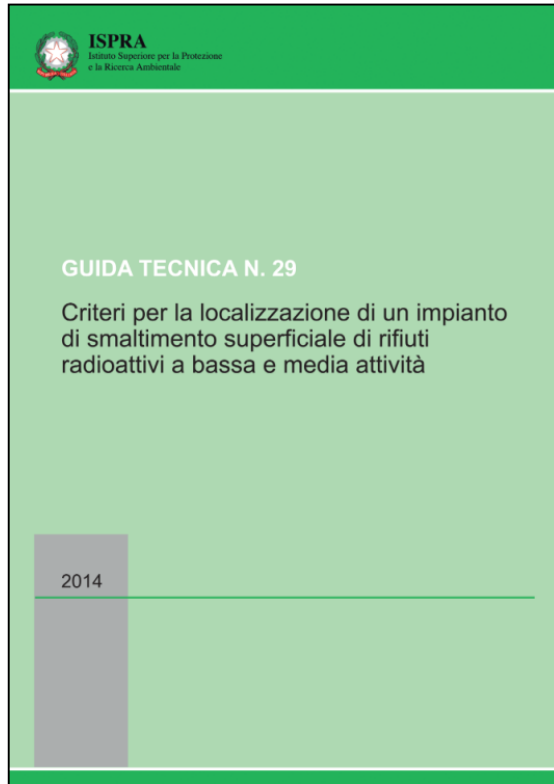 ISPRA
Istituto Superiore per la Protezione
e la Ricerca Ambientale
GUIDA TECNICA N. 29
Criteri per la localizzazione di un impianto
di smaltimento superficiale di rifiuti
radioattivi a bassa e media attività
2014